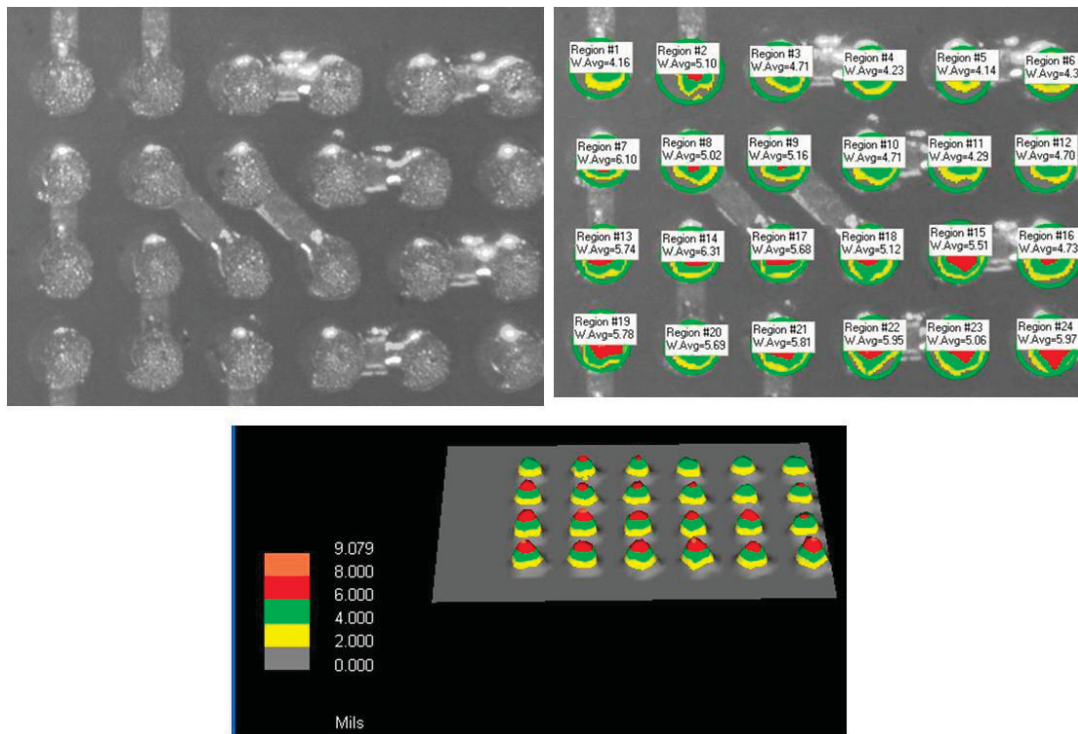 Region #1
W.Avg=4.16
Region #2
W.Avg=5.10
Region #3
W.Avg=4.71
Region #4
W.Avg=4.23
Region #5
W.Avg=4.14
Region #6
W.Avg=4.3
Region #7
W.Avg=6.10
Region #8
W.Avg=5.02
Region #9
W.Avg=5.16
Region #10
W.Avg=4.71
Region #11
W.Avg=4.29
Region #12
W.Avg=4.70
Region #13
W.Avg=5.74
Region #14
W.Avg=6.31
Region #17
W.Avg=5.68
Region #18
W.Avg=5.12
Region #15
W.Avg=5.51
Region #16
W.Avg=4.73
Region #19
W.Avg=5.78
Region #20
W.Avg=5.69
Region #21
W.Avg=5.81
Region #22
W.Avg=5.95
Region #23
W.Avg=5.06
Region #24
W.Avg=5.97
9.079
8.000
6.000
4.000
2.000
0.000
Mils